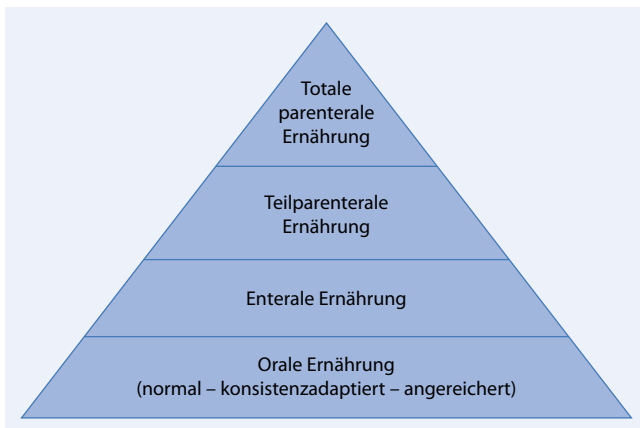 Totale
parenterale
Ernährung
Teilparenterale
Ernährung
Enterale Ernährung
Orale Ernährung
(normal – konsistenzadaptiert – angereichert)